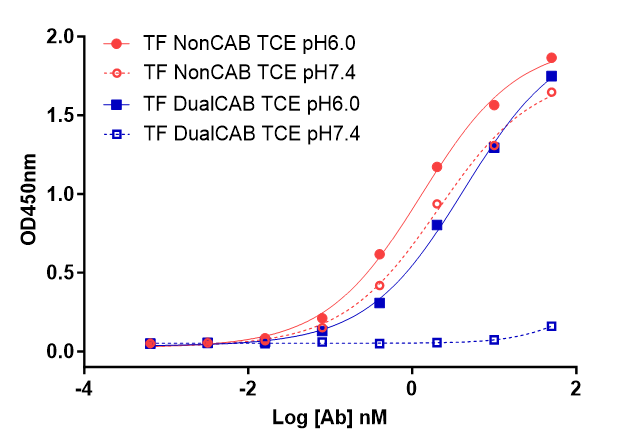 2.0
TF NonCAB TCE pH6.0
TF NonCAB TCE pH7.4
TF DualCAB TCE pH6.0
TF DualCAB TCE pH7.4
1.5
1.0
0.5
0.0
OD450nm
-4
-2
0
2
Log [Ab] nM